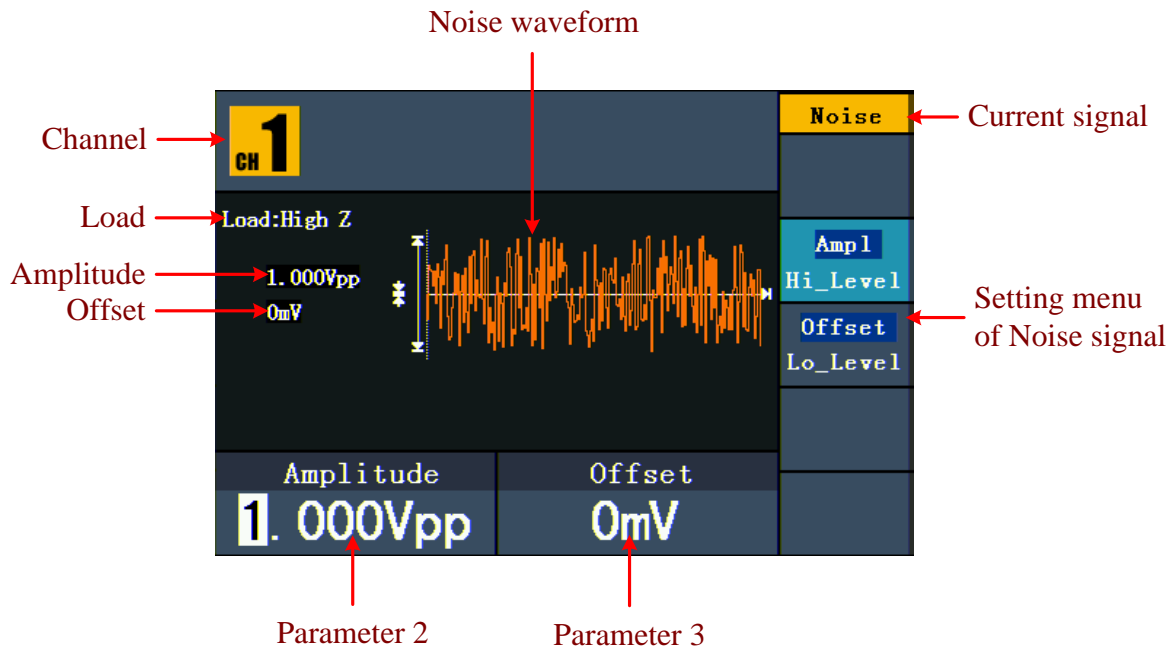 Noise waveform
Channel
CH 1
Noise
Current signal
Load
Load:High Z
Amplitude
1.000Vpp
Offset
0mV
Ampl
Hi_Level
Offset
Lo_Level
Setting menu
of Noise signal
Amplitude
Offset
1.000Vpp
0mV
Parameter 2
Parameter 3